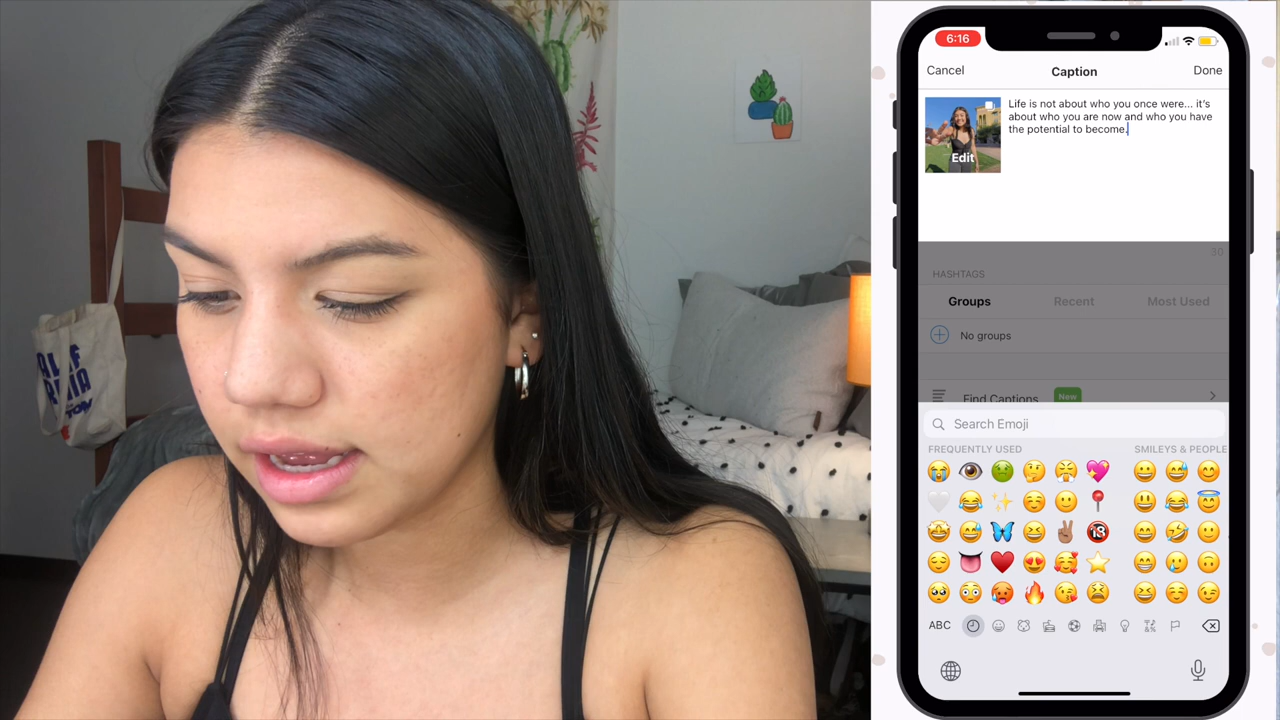 6:16
Cancel
Caption
Done
Edit
Life is not about who you once were... it's
about who you are now and who you have
the potential to become.
30
HASHTAGS
Groups
Recent
Most Used
No groups
Find Captions
New
Search Emoji
FREQUENTLY USED
SMILEYS & PEOPLE
ABC